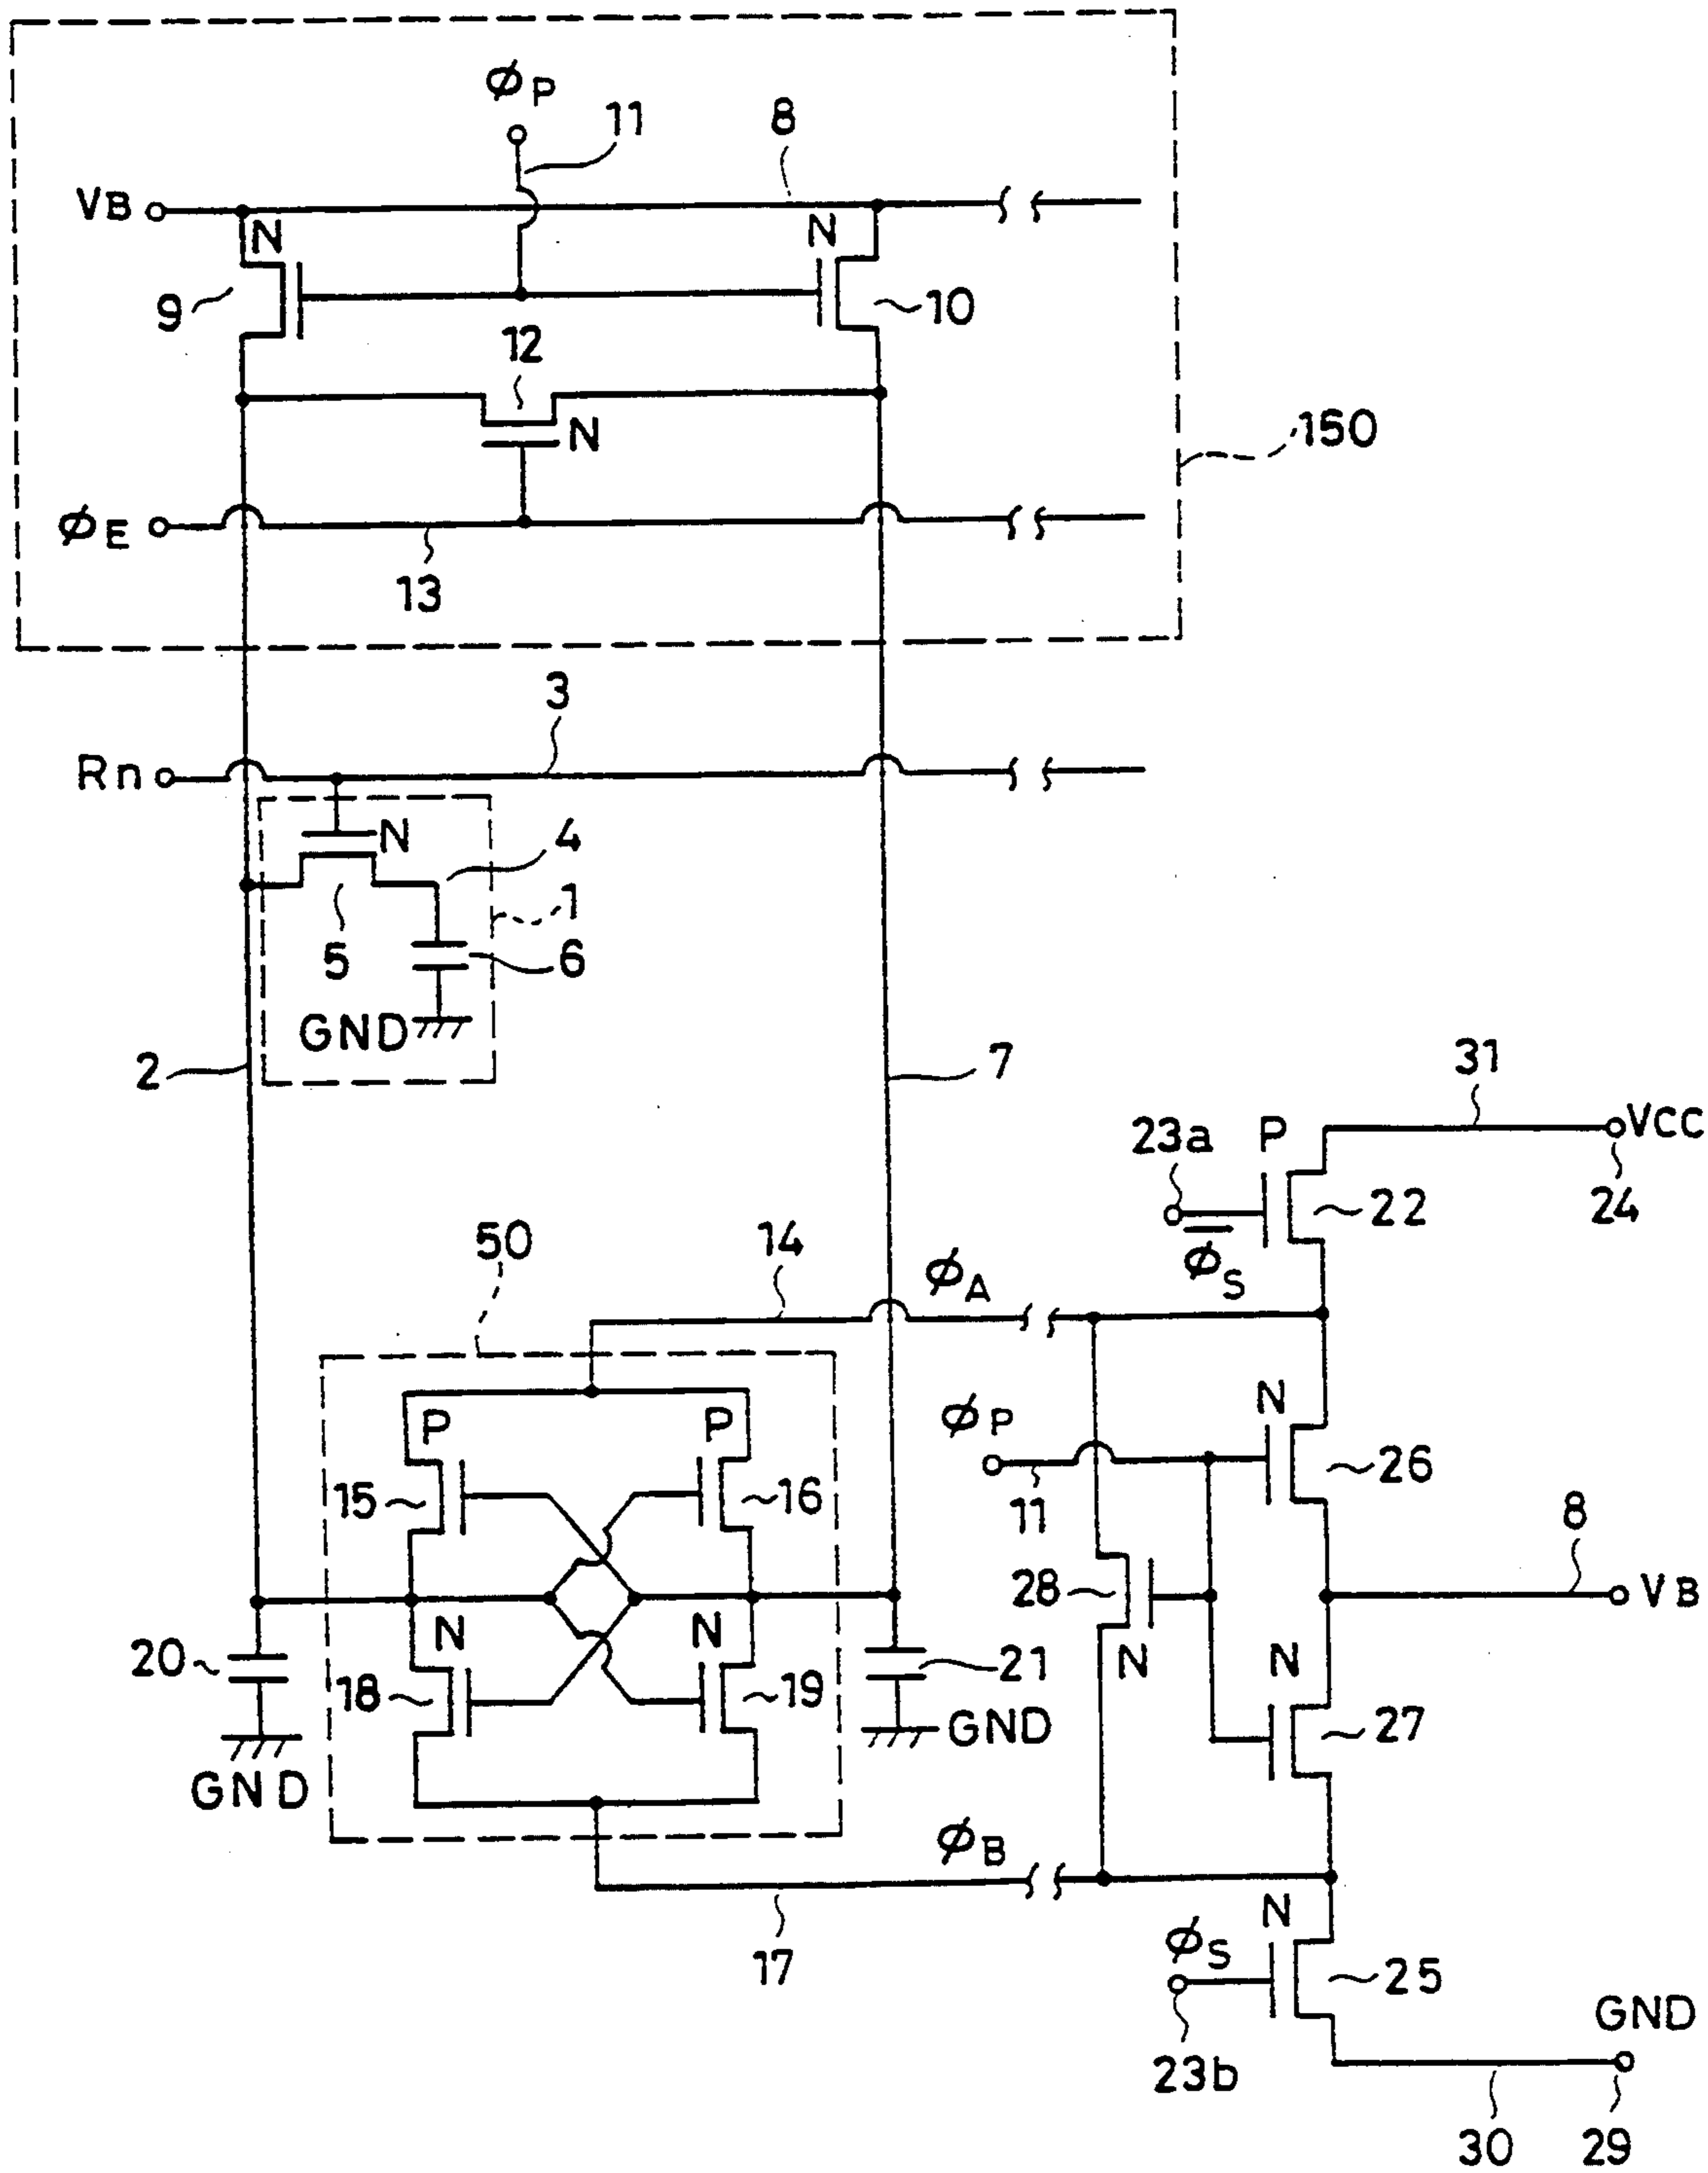 ϕP
11
8
VB
N
N
9
10
12
N
150
ϕE
13
3
Rn
N
4
1
5
6
GND
2
7
31
VCC
23a
P
22
24
ϕS
50
14
ϕA
P
P
N
ϕP
15
16
26
11
8
28
VB
N
N
N
N
20
18
19
21
GND
27
GND
ϕB
N
ϕS
25
17
GND
23b
30
29